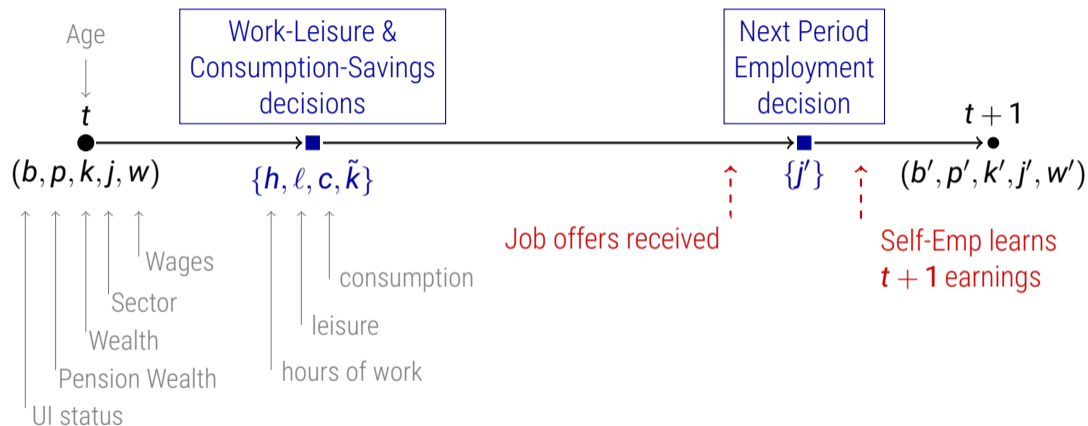 Age
Work-Leisure &
Consumption-Savings
decisions
Next Period
Employment
decision
t
t + 1
(b, p, k, j, w)
{h, ℓ, c, k̃}
{j′}
(b′, p′, k′, j′, w′)
Job offers received
Self-Emp learns
t + 1 earnings
Wages
Sector
Wealth
Pension Wealth
UI status
consumption
leisure
hours of work